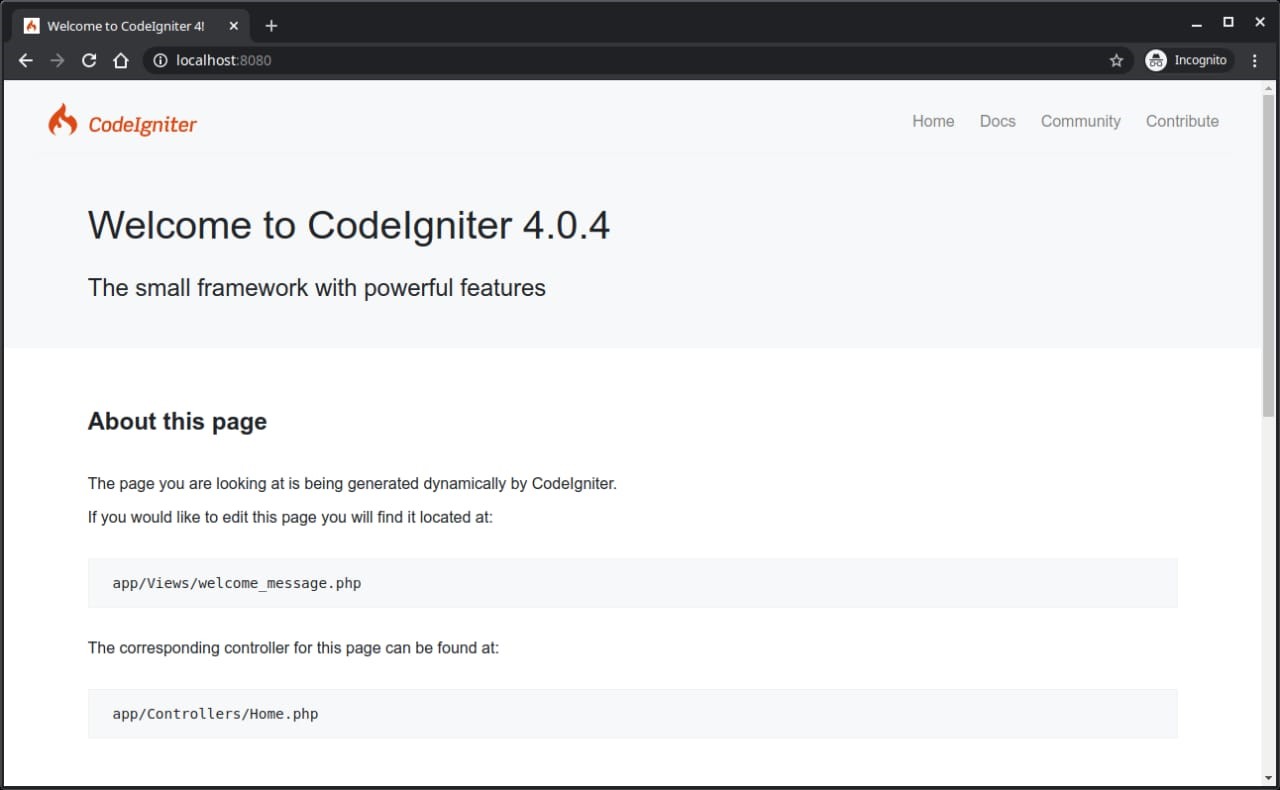 Welcome to CodeIgniter 4!
localhost:8080
Incognito
CodeIgniter
Home Docs Community Contribute
Welcome to CodeIgniter 4.0.4
The small framework with powerful features
About this page
The page you are looking at is being generated dynamically by CodeIgniter.
If you would like to edit this page you will find it located at:
app/Views/welcome_message.php
The corresponding controller for this page can be found at:
app/Controllers/Home.php